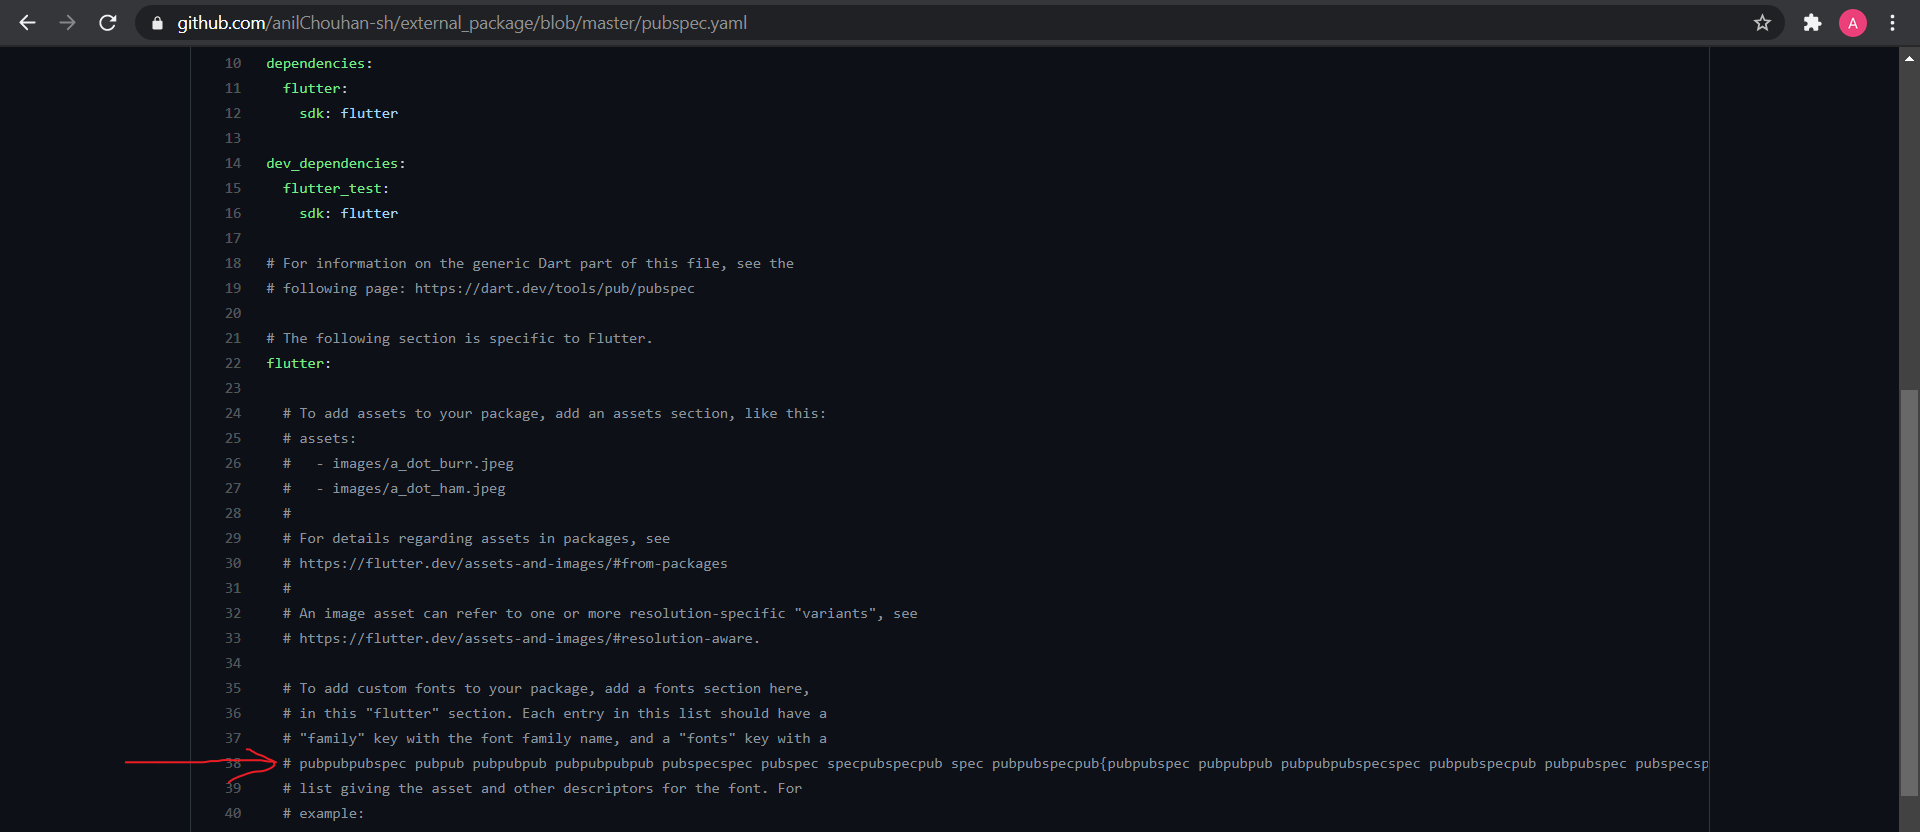 github.com/anilChouhan-sh/external_package/blob/master/pubspec.yaml
A
10 dependencies:
11 flutter:
12 sdk: flutter
13
14 dev_dependencies:
15 flutter_test:
16 sdk: flutter
17
18 # For information on the generic Dart part of this file, see the
19 # following page: https://dart.dev/tools/pub/pubspec
20
21 # The following section is specific to Flutter.
22 flutter:
23
24 # To add assets to your package, add an assets section, like this:
25 # assets:
26 #   - images/a_dot_burr.jpeg
27 #   - images/a_dot_ham.jpeg
28 #
29 # For details regarding assets in packages, see
30 # https://flutter.dev/assets-and-images/#from-packages
31 #
32 # An image asset can refer to one or more resolution-specific "variants", see
33 # https://flutter.dev/assets-and-images/#resolution-aware.
34
35 # To add custom fonts to your package, add a fonts section here,
36 # in this "flutter" section. Each entry in this list should have a
37 # "family" key with the font family name, and a "fonts" key with a
38 # pubpubpubspec pubpub pubpubpub pubpubpubpub pubspecspec pubspec specpubspecpub spec pubpubspecpub{pubpubspec pubpubpub pubpubpubspecspec pubpubspecpub pubpubspec pubspecsp
39 # list giving the asset and other descriptors for the font. For
40 # example: